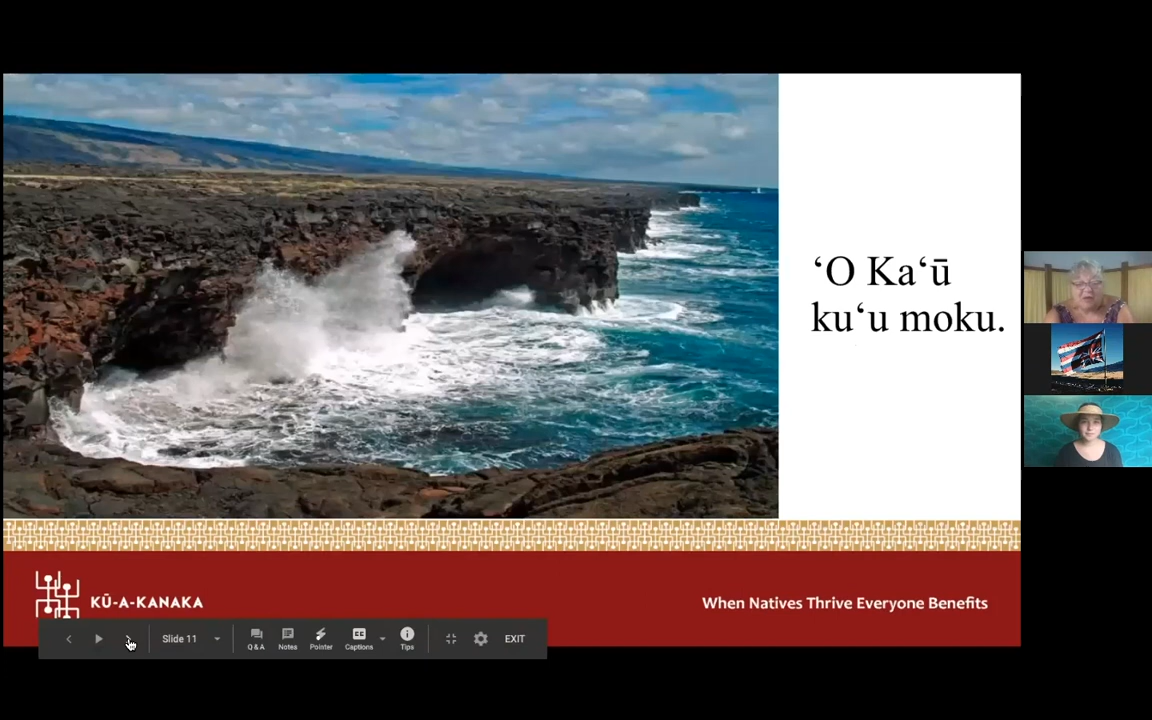 ʻO Kaʻū
kuʻu moku.
KŪ-A-KANAKA
When Natives Thrive Everyone Benefits
Slide 11
Q & A
Notes
Pointer
Captions
Tips
EXIT